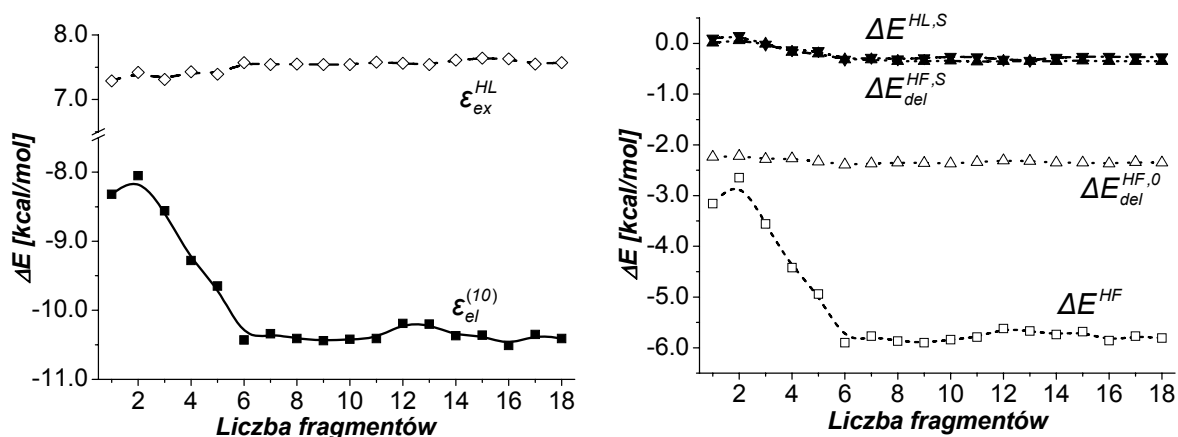 8.0
7.0
-8.0
-9.0
-10.0
-11.0
ΔE [kcal/mol]
ε_ex^HL
ε_el^(10)
2 4 6 8 10 12 14 16 18
Liczba fragmentów
0.0
-1.0
-2.0
-3.0
-4.0
-5.0
-6.0
ΔE [kcal/mol]
ΔE^HL,S
ΔE_del^HF,S
ΔE_del^HF,0
ΔE^HF
2 4 6 8 10 12 14 16 18
Liczba fragmentów